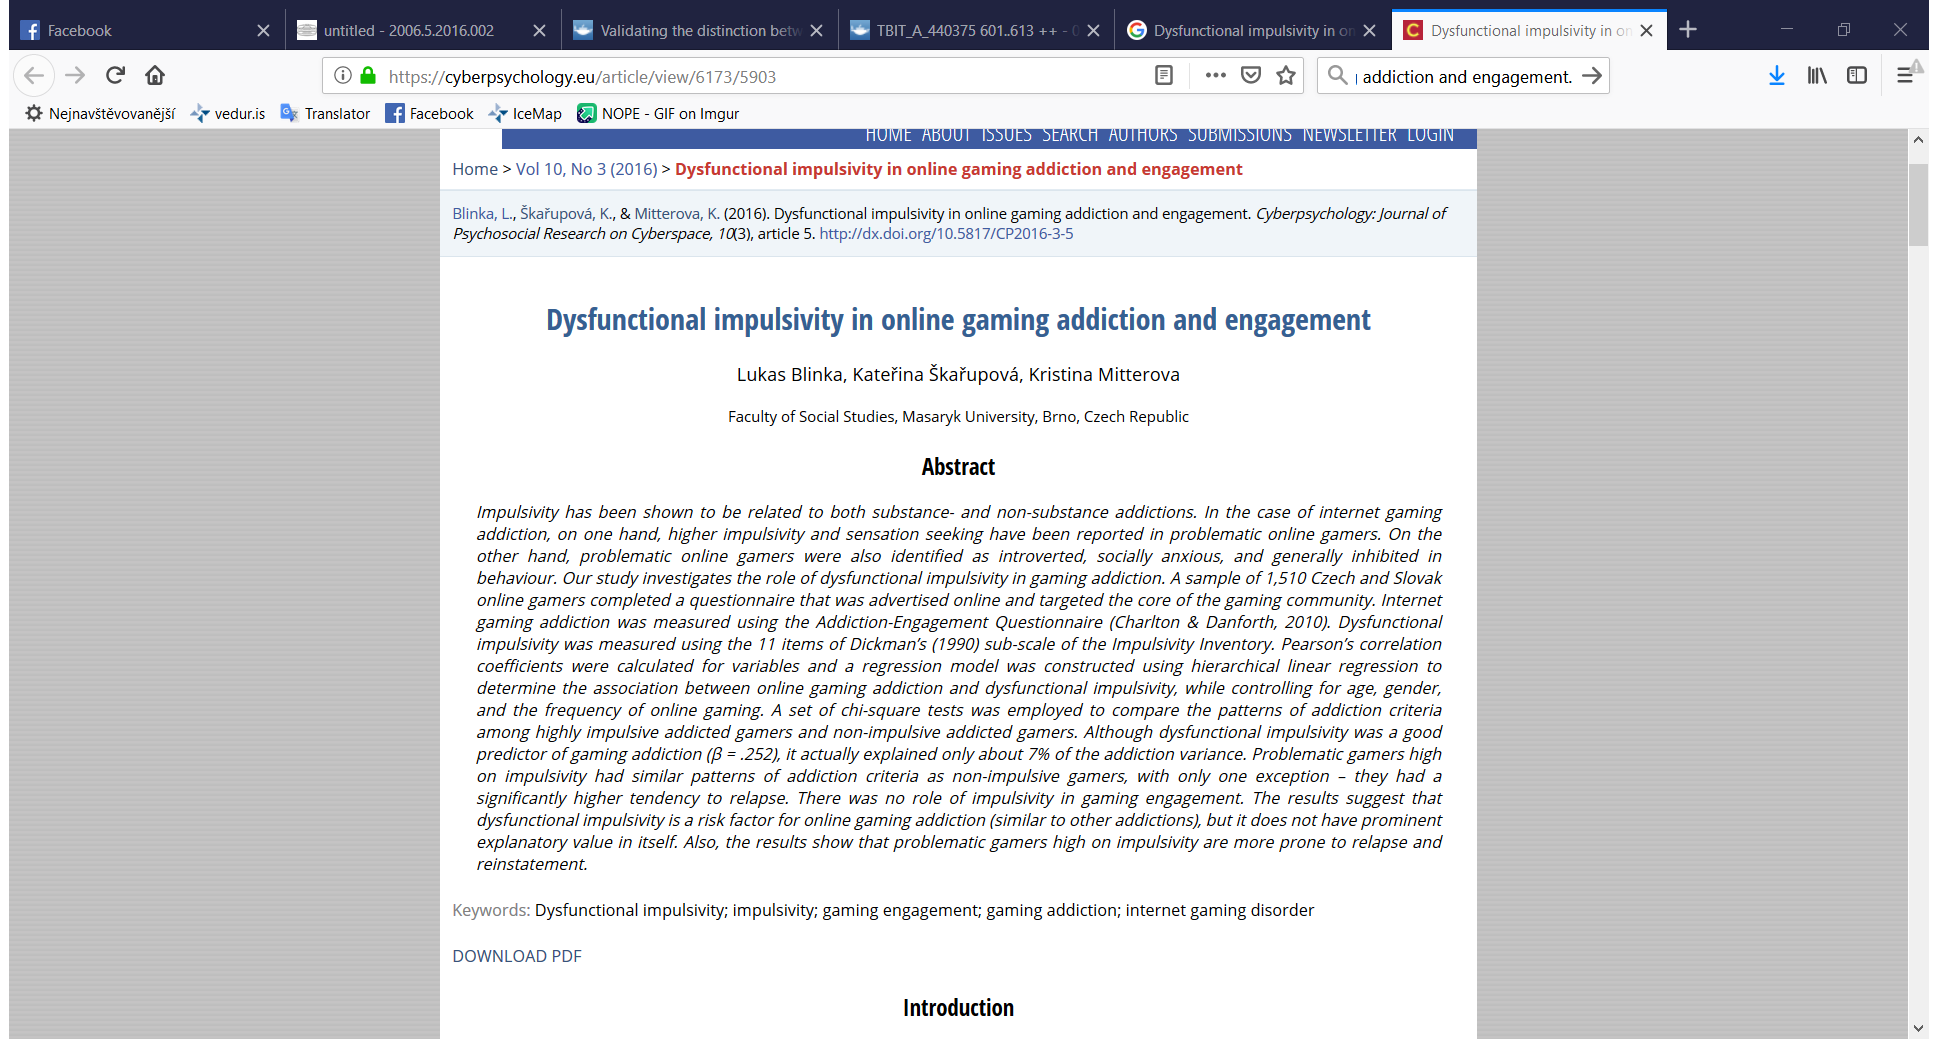 Facebook
untitled - 2006.5.2016.002
Validating the distinction betw
TBIT_A_440375 601..613 ++ - 0
Dysfunctional impulsivity in on
Dysfunctional impulsivity in on
https://cyberpsychology.eu/article/view/6173/5903
addiction and engagement.
Nejnavštěvovanější vedur.is Translator Facebook IceMap NOPE - GIF on Imgur
HOME ABOUT ISSUES SEARCH AUTHORS SUBMISSIONS NEWSLETTER LOGIN
Home > Vol 10, No 3 (2016) > Dysfunctional impulsivity in online gaming addiction and engagement
Blinka, L., Škařupová, K., & Mitterova, K. (2016). Dysfunctional impulsivity in online gaming addiction and engagement. Cyberpsychology: Journal of
Psychosocial Research on Cyberspace, 10(3), article 5. http://dx.doi.org/10.5817/CP2016-3-5
Dysfunctional impulsivity in online gaming addiction and engagement
Lukas Blinka, Kateřina Škařupová, Kristina Mitterova
Faculty of Social Studies, Masaryk University, Brno, Czech Republic
Abstract
Impulsivity has been shown to be related to both substance- and non-substance addictions. In the case of internet gaming
addiction, on one hand, higher impulsivity and sensation seeking have been reported in problematic online gamers. On the
other hand, problematic online gamers were also identified as introverted, socially anxious, and generally inhibited in
behaviour. Our study investigates the role of dysfunctional impulsivity in gaming addiction. A sample of 1,510 Czech and Slovak
online gamers completed a questionnaire that was advertised online and targeted the core of the gaming community. Internet
gaming addiction was measured using the Addiction-Engagement Questionnaire (Charlton & Danforth, 2010). Dysfunctional
impulsivity was measured using the 11 items of Dickman's (1990) sub-scale of the Impulsivity Inventory. Pearson's correlation
coefficients were calculated for variables and a regression model was constructed using hierarchical linear regression to
determine the association between online gaming addiction and dysfunctional impulsivity, while controlling for age, gender,
and the frequency of online gaming. A set of chi-square tests was employed to compare the patterns of addiction criteria
among highly impulsive addicted gamers and non-impulsive addicted gamers. Although dysfunctional impulsivity was a good
predictor of gaming addiction (β = .252), it actually explained only about 7% of the addiction variance. Problematic gamers high
on impulsivity had similar patterns of addiction criteria as non-impulsive gamers, with only one exception – they had a
significantly higher tendency to relapse. There was no role of impulsivity in gaming engagement. The results suggest that
dysfunctional impulsivity is a risk factor for online gaming addiction (similar to other addictions), but it does not have prominent
explanatory value in itself. Also, the results show that problematic gamers high on impulsivity are more prone to relapse and
reinstatement.
Keywords: Dysfunctional impulsivity; impulsivity; gaming engagement; gaming addiction; internet gaming disorder
DOWNLOAD PDF
Introduction